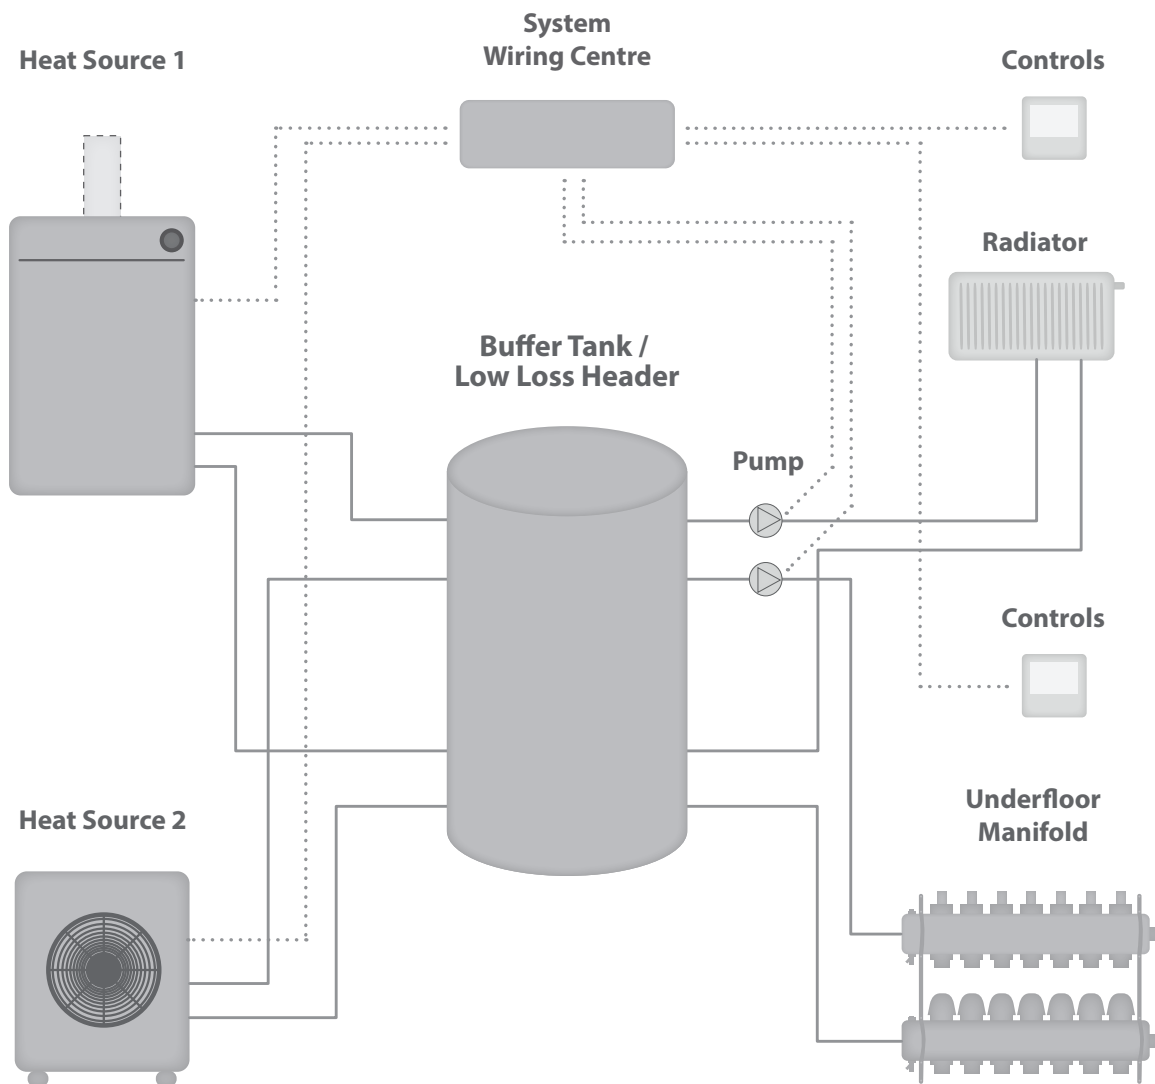 System
Wiring Centre
Heat Source 1
Controls
Radiator
Buffer Tank /
Low Loss Header
Pump
Controls
Underfloor
Manifold
Heat Source 2